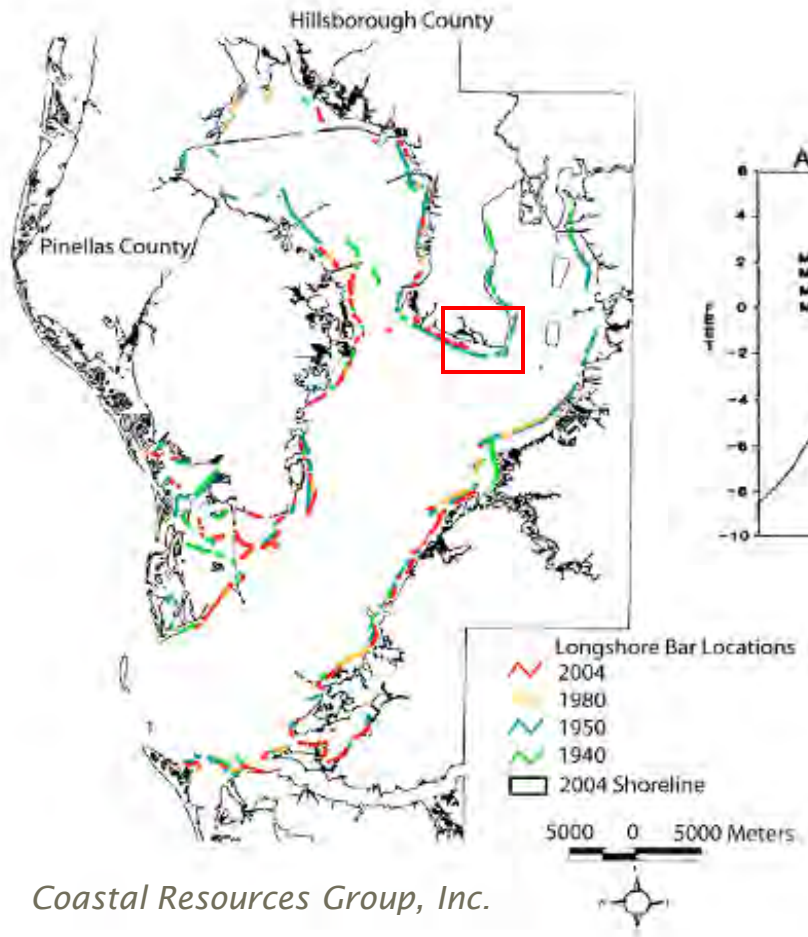 Hillsborough County
A
6
4
2
0
-2
-4
-6
-8
-10
Pinellas County
Longshore Bar Locations
2004
1980
1950
1940
2004 Shoreline
5000 0 5000 Meters
Coastal Resources Group, Inc.